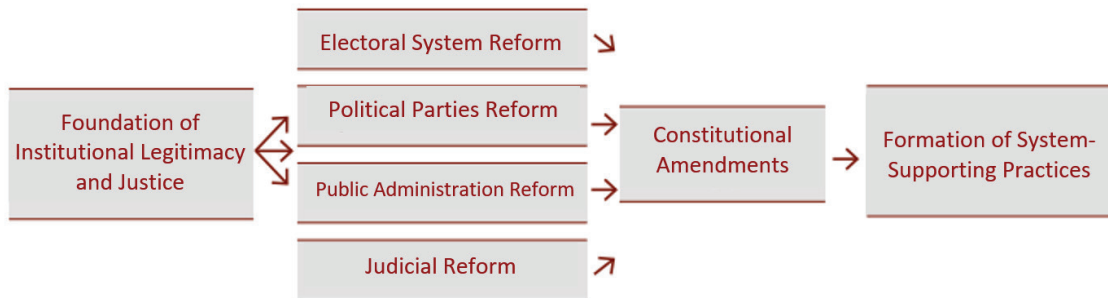 Foundation of
Institutional Legitimacy
and Justice
Electoral System Reform
Political Parties Reform
Public Administration Reform
Judicial Reform
Constitutional
Amendments
Formation of System-
Supporting Practices